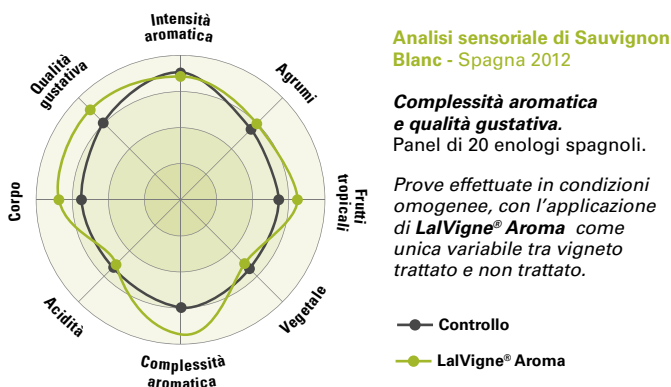 Intensità
aromatica
Agrumi
Frutti
tropicali
Vegetale
Complessità
aromatica
Acidità
Corpo
Qualità
gustativa
Analisi sensoriale di Sauvignon
Blanc - Spagna 2012
Complessità aromatica
e qualità gustativa.
Panel di 20 enologi spagnoli.
Prove effettuate in condizioni
omogenee, con l'applicazione
di LalVigne® Aroma come
unica variabile tra vigneto
trattato e non trattato.
Controllo
LalVigne® Aroma